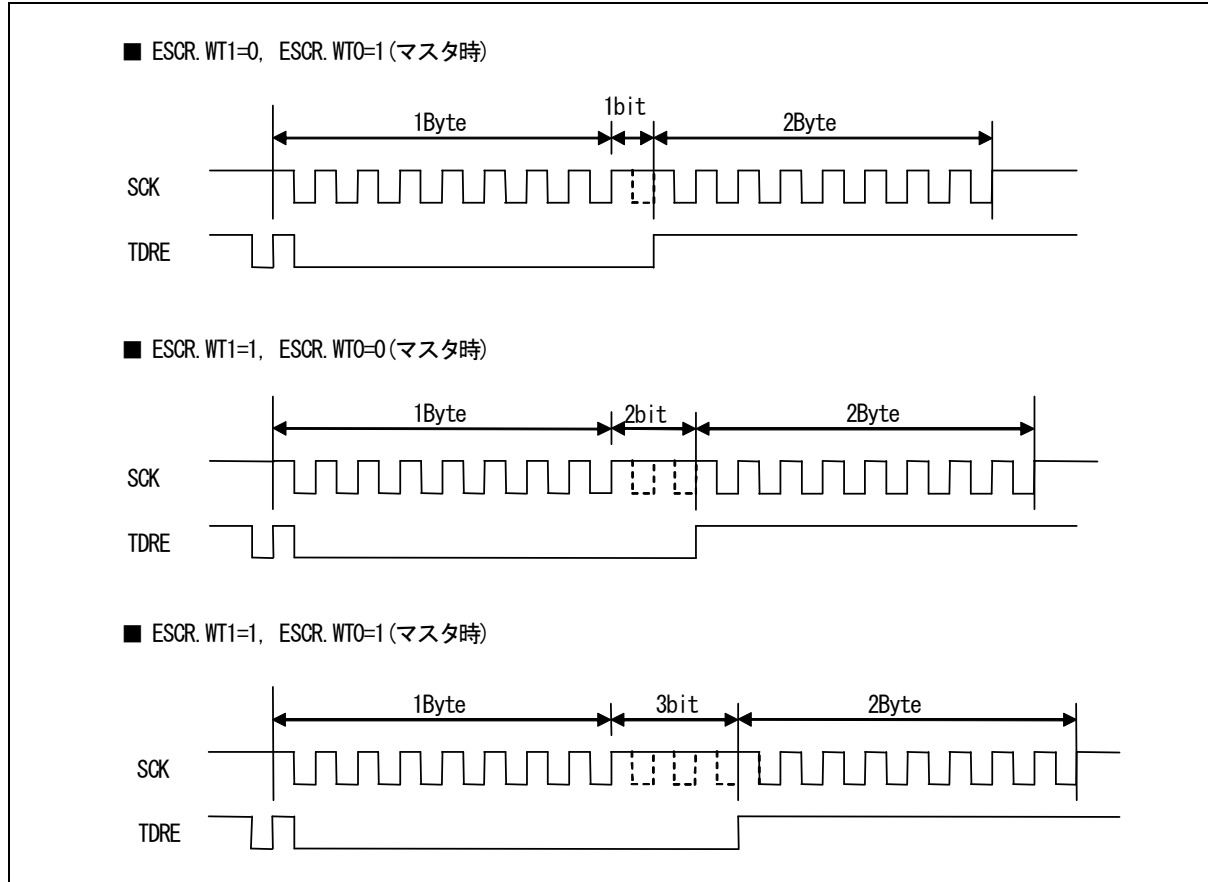 ■ ESCR.WT1=0, ESCR.WT0=1(マスタ時)
1Byte 1bit 2Byte
SCK
TDRE
■ ESCR.WT1=1, ESCR.WT0=0(マスタ時)
1Byte 2bit 2Byte
SCK
TDRE
■ ESCR.WT1=1, ESCR.WT0=1(マスタ時)
1Byte 3bit 2Byte
SCK
TDRE